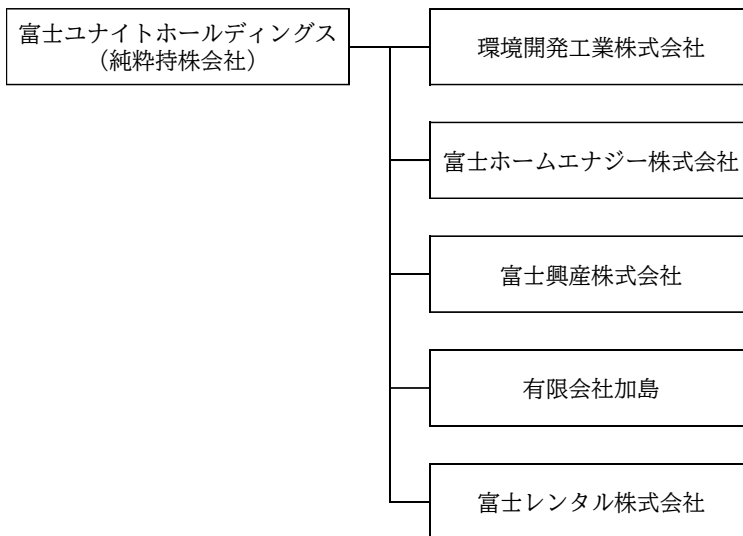 富士ユナイトホールディングス
（純粋持株会社）
環境開発工業株式会社
富士ホームエナジー株式会社
富士興産株式会社
有限会社加島
富士レンタル株式会社